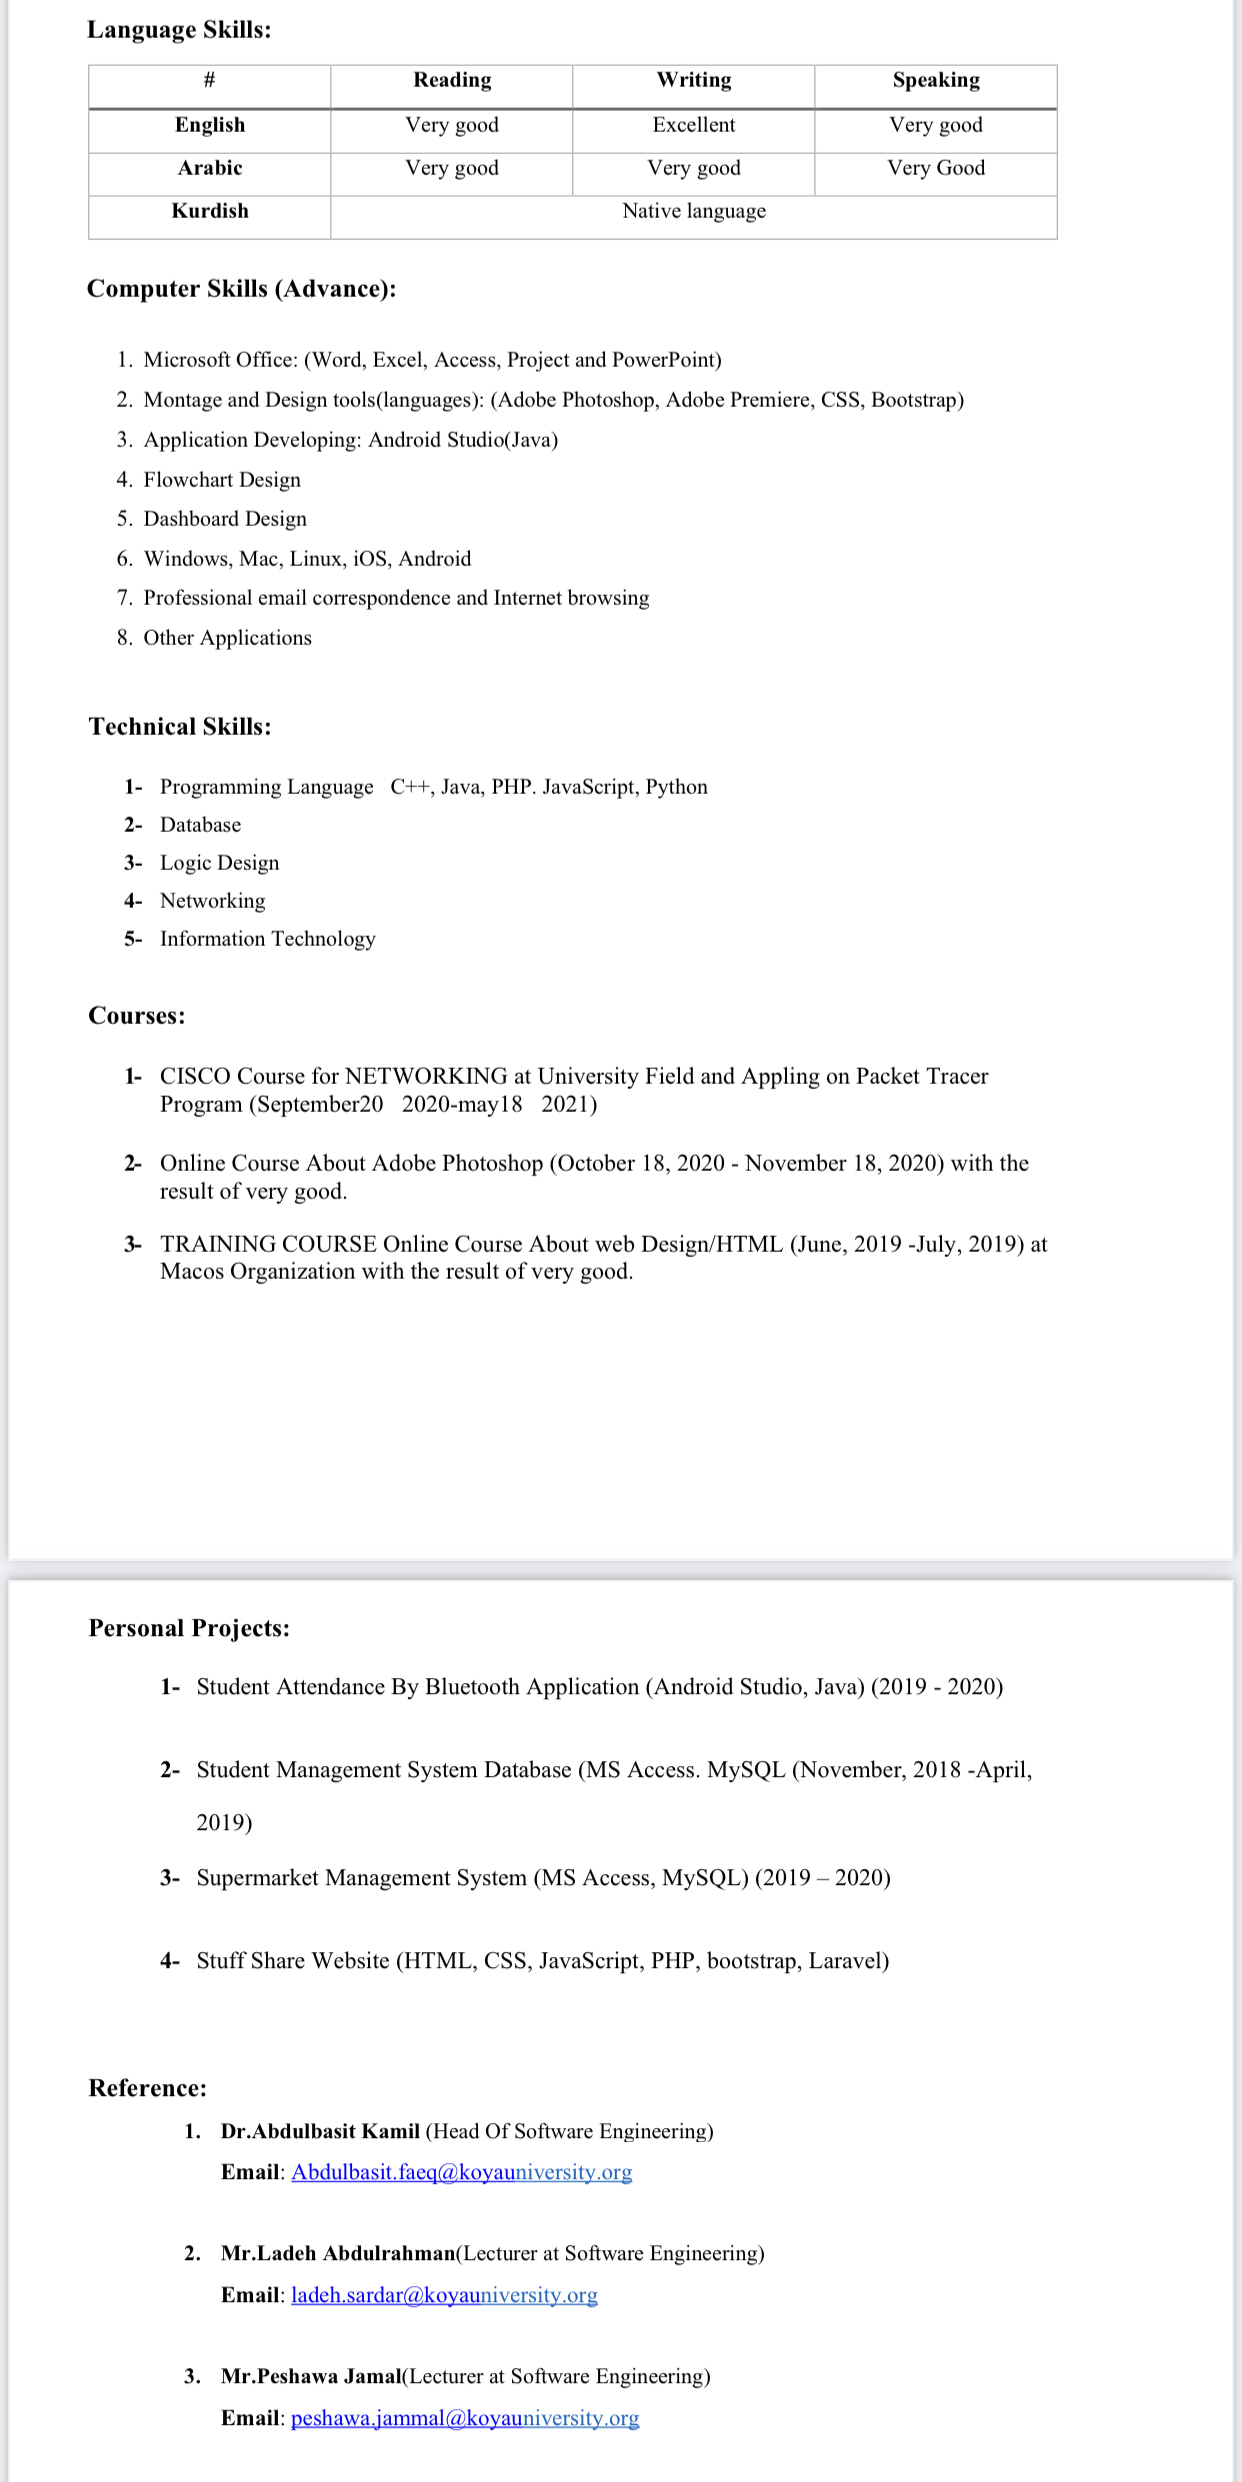 Language Skills:
# Reading Writing Speaking
English Very good Excellent Very good
Arabic Very good Very good Very Good
Kurdish Native language
Computer Skills (Advance):
1. Microsoft Office: (Word, Excel, Access, Project and PowerPoint)
2. Montage and Design tools(languages): (Adobe Photoshop, Adobe Premiere, CSS, Bootstrap)
3. Application Developing: Android Studio(Java)
4. Flowchart Design
5. Dashboard Design
6. Windows, Mac, Linux, iOS, Android
7. Professional email correspondence and Internet browsing
8. Other Applications
Technical Skills:
1- Programming Language C++, Java, PHP. JavaScript, Python
2- Database
3- Logic Design
4- Networking
5- Information Technology
Courses:
1- CISCO Course for NETWORKING at University Field and Appling on Packet Tracer
Program (September20 2020-may18 2021)
2- Online Course About Adobe Photoshop (October 18, 2020 - November 18, 2020) with the
result of very good.
3- TRAINING COURSE Online Course About web Design/HTML (June, 2019 -July, 2019) at
Macos Organization with the result of very good.
Personal Projects:
1- Student Attendance By Bluetooth Application (Android Studio, Java) (2019 - 2020)
2- Student Management System Database (MS Access. MySQL (November, 2018 -April,
2019)
3- Supermarket Management System (MS Access, MySQL) (2019 – 2020)
4- Stuff Share Website (HTML, CSS, JavaScript, PHP, bootstrap, Laravel)
Reference:
1. Dr.Abdulbasit Kamil (Head Of Software Engineering)
Email: Abdulbasit.faeq@koyauniversity.org
2. Mr.Ladeh Abdulrahman(Lecturer at Software Engineering)
Email: ladeh.sardar@koyauniversity.org
3. Mr.Peshawa Jamal(Lecturer at Software Engineering)
Email: peshawa.jammal@koyauniversity.org